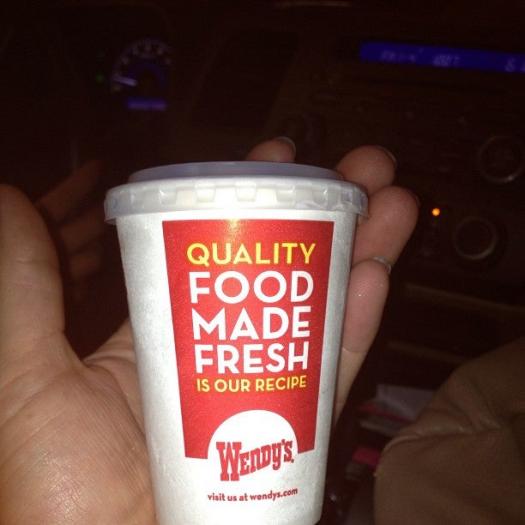 QUALITY
FOOD
MADE
FRESH
IS OUR RECIPE
WENDY'S
visit us at wendys.com